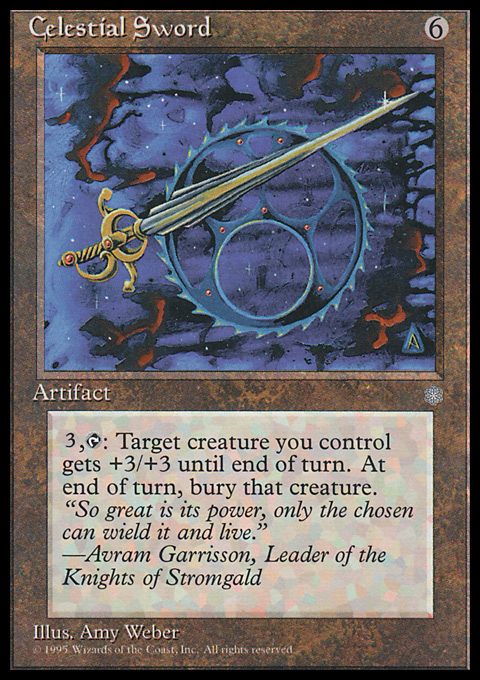 Celestial Sword 6
Artifact
3, : Target creature you control
gets +3/+3 until end of turn. At
end of turn, bury that creature.
"So great is its power, only the chosen
can wield it and live."
—Avram Garrisson, Leader of the
Knights of Stromgald
Illus. Amy Weber
© 1995 Wizards of the Coast, Inc. All rights reserved